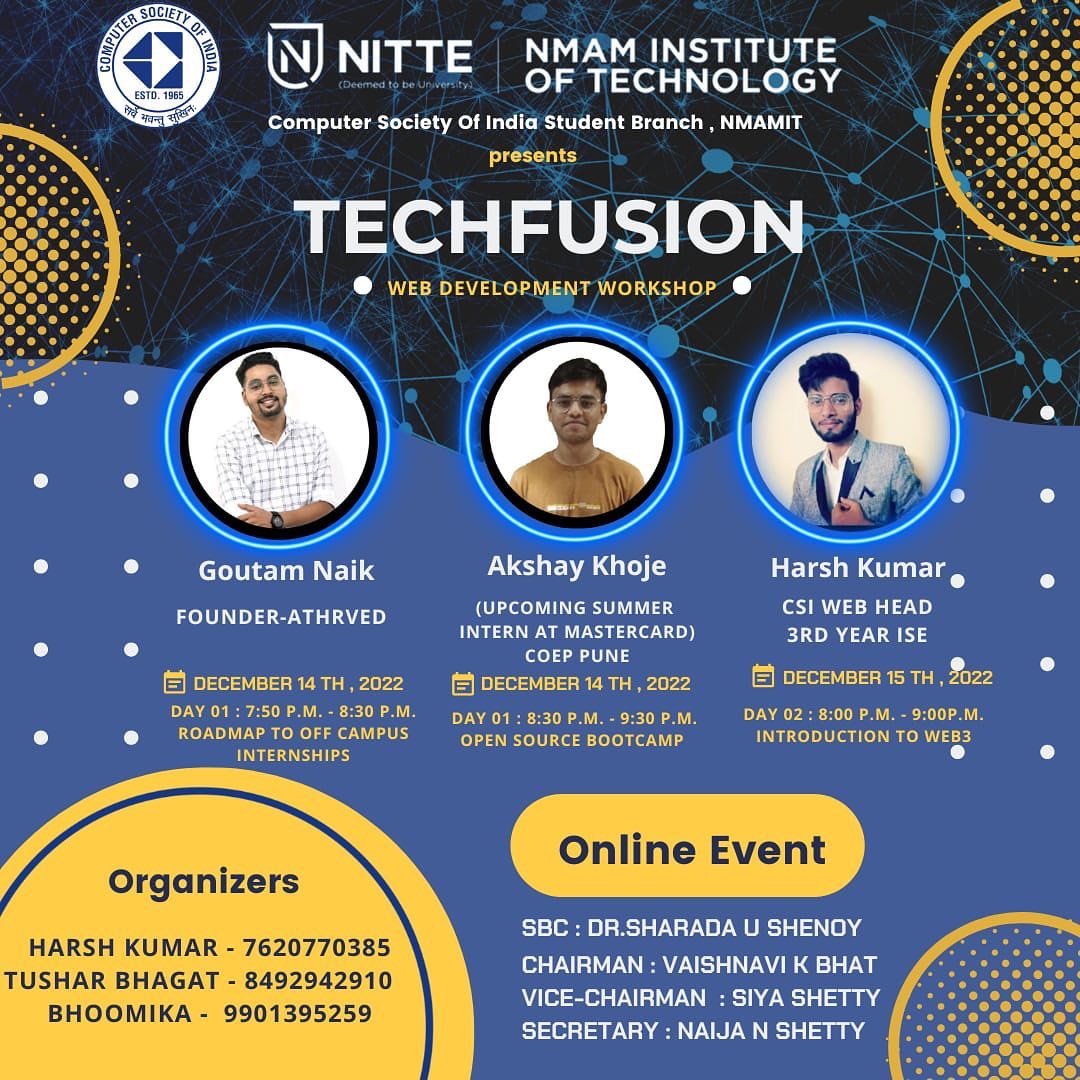 COMPUTER SOCIETY OF INDIA
ESTD. 1965
सर्वे भवन्तु सुखिनः
N NITTE
(Deemed to be University)
NMAM INSTITUTE
OF TECHNOLOGY
Computer Society Of India Student Branch , NMAMIT
presents
TECHFUSION
WEB DEVELOPMENT WORKSHOP
Goutam Naik
FOUNDER-ATHRVED
DECEMBER 14 TH , 2022
DAY 01 : 7:50 P.M. - 8:30 P.M.
ROADMAP TO OFF CAMPUS
INTERNSHIPS
Akshay Khoje
(UPCOMING SUMMER
INTERN AT MASTERCARD)
COEP PUNE
DECEMBER 14 TH , 2022
DAY 01 : 8:30 P.M. - 9:30 P.M.
OPEN SOURCE BOOTCAMP
Harsh Kumar
CSI WEB HEAD
3RD YEAR ISE
DECEMBER 15 TH , 2022
DAY 02 : 8:00 P.M. - 9:00P.M.
INTRODUCTION TO WEB3
Organizers
HARSH KUMAR - 7620770385
TUSHAR BHAGAT - 8492942910
BHOOMIKA - 9901395259
Online Event
SBC : DR.SHARADA U SHENOY
CHAIRMAN : VAISHNAVI K BHAT
VICE-CHAIRMAN : SIYA SHETTY
SECRETARY : NAIJA N SHETTY